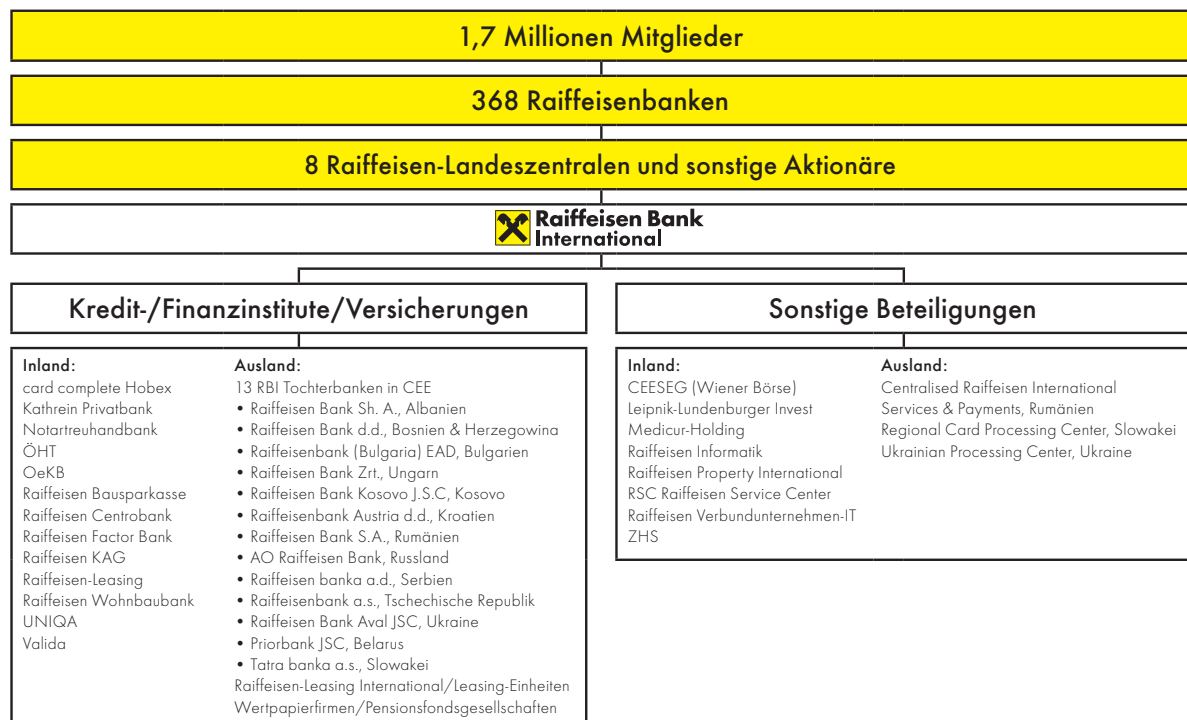 1,7 Millionen Mitglieder
368 Raiffeisenbanken
8 Raiffeisen-Landeszentralen und sonstige Aktionäre
Raiffeisen Bank
International
Kredit-/Finanzinstitute/Versicherungen
Inland:
card complete Hobex
Kathrein Privatbank
Notartreuhandbank
ÖHT
OeKB
Raiffeisen Bausparkasse
Raiffeisen Centrobank
Raiffeisen Factor Bank
Raiffeisen KAG
Raiffeisen-Leasing
Raiffeisen Wohnbaubank
UNIQA
Valida
Ausland:
13 RBI Tochterbanken in CEE
• Raiffeisen Bank Sh. A., Albanien
• Raiffeisen Bank d.d., Bosnien & Herzegowina
• Raiffeisenbank (Bulgaria) EAD, Bulgarien
• Raiffeisen Bank Zrt., Ungarn
• Raiffeisen Bank Kosovo J.S.C, Kosovo
• Raiffeisenbank Austria d.d., Kroatien
• Raiffeisen Bank S.A., Rumänien
• AO Raiffeisen Bank, Russland
• Raiffeisen banka a.d., Serbien
• Raiffeisenbank a.s., Tschechische Republik
• Raiffeisen Bank Aval JSC, Ukraine
• Priorbank JSC, Belarus
• Tatra banka a.s., Slowakei
Raiffeisen-Leasing International/Leasing-Einheiten
Wertpapierfirmen/Pensionsfondsgesellschaften
Sonstige Beteiligungen
Inland:
CEESEG (Wiener Börse)
Leipnik-Lundenburger Invest
Medicur-Holding
Raiffeisen Informatik
Raiffeisen Property International
RSC Raiffeisen Service Center
Raiffeisen Verbundunternehmen-IT
ZHS
Ausland:
Centralised Raiffeisen International
Services & Payments, Rumänien
Regional Card Processing Center, Slowakei
Ukrainian Processing Center, Ukraine